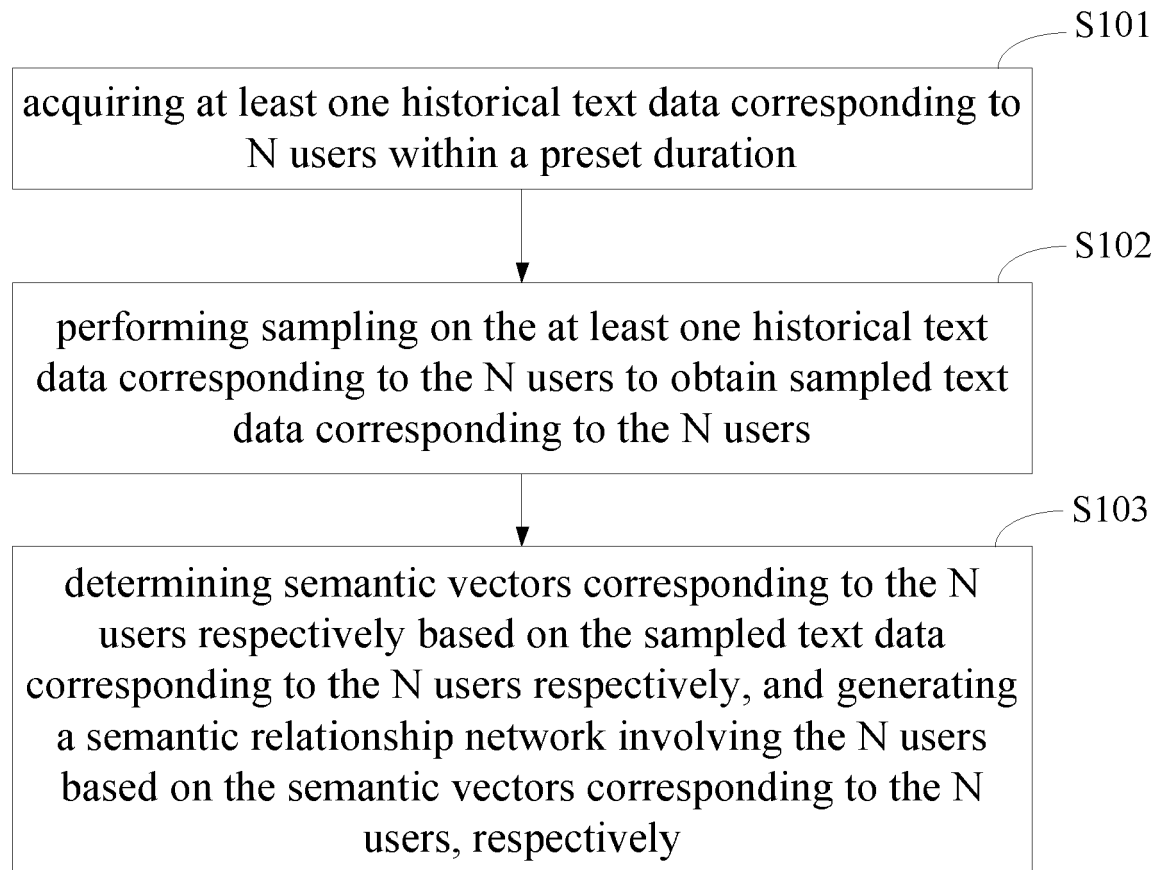 S101
acquiring at least one historical text data corresponding to
N users within a preset duration
S102
performing sampling on the at least one historical text
data corresponding to the N users to obtain sampled text
data corresponding to the N users
S103
determining semantic vectors corresponding to the N
users respectively based on the sampled text data
corresponding to the N users respectively, and generating
a semantic relationship network involving the N users
based on the semantic vectors corresponding to the N
users, respectively